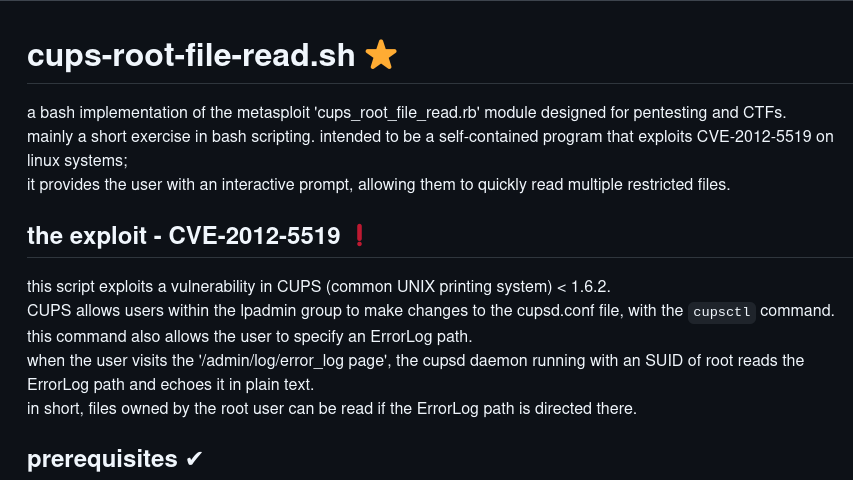 cups-root-file-read.sh ⭐
a bash implementation of the metasploit 'cups_root_file_read.rb' module designed for pentesting and CTFs.
mainly a short exercise in bash scripting. intended to be a self-contained program that exploits CVE-2012-5519 on
linux systems;
it provides the user with an interactive prompt, allowing them to quickly read multiple restricted files.
the exploit - CVE-2012-5519 ❗
this script exploits a vulnerability in CUPS (common UNIX printing system) < 1.6.2.
CUPS allows users within the lpadmin group to make changes to the cupsd.conf file, with the cupsctl command.
this command also allows the user to specify an ErrorLog path.
when the user visits the '/admin/log/error_log page', the cupsd daemon running with an SUID of root reads the
ErrorLog path and echoes it in plain text.
in short, files owned by the root user can be read if the ErrorLog path is directed there.
prerequisites ✔